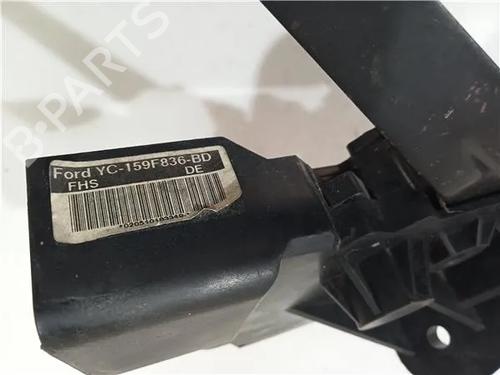 B-PARTS
Ford YC-159F836-BD
FHS DE